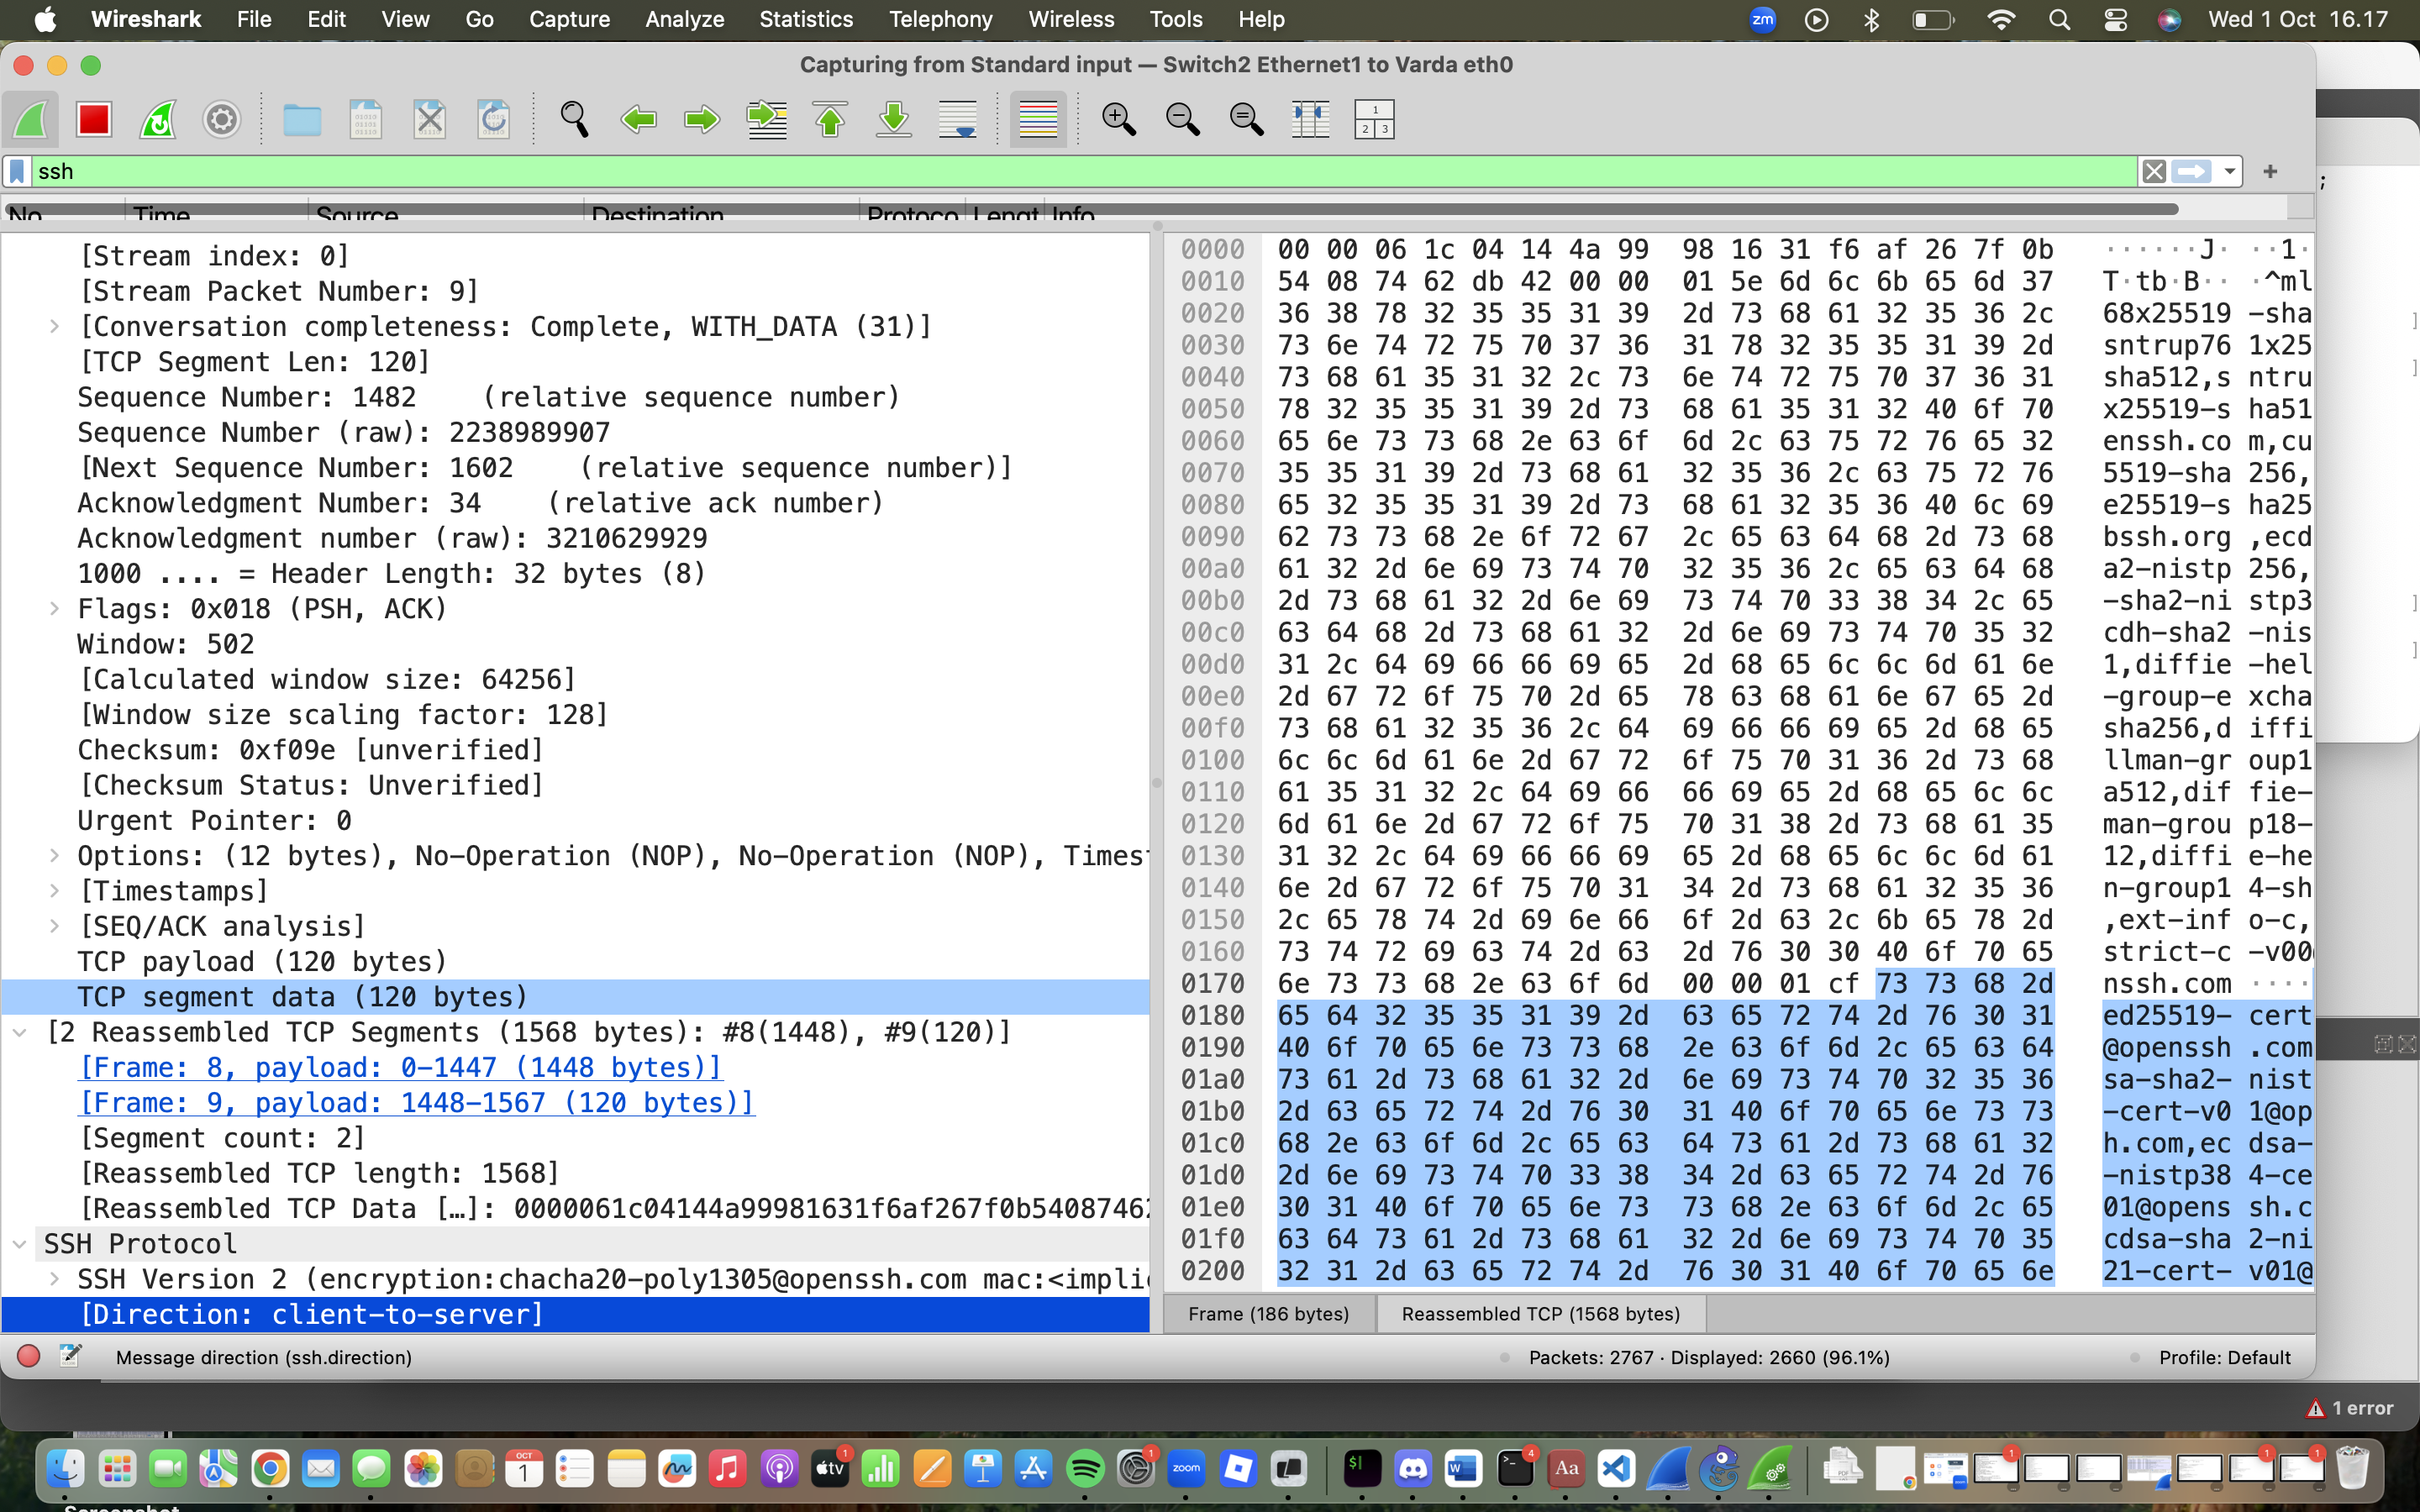 Wireshark File Edit View Go Capture Analyze Statistics Telephony Wireless Tools Help zm Wed 1 Oct 16.17
Capturing from Standard input — Switch2 Ethernet1 to Varda eth0
ssh
No. Time Source Destination Protoco Lengt Info
[Stream index: 0]
[Stream Packet Number: 9]
[Conversation completeness: Complete, WITH_DATA (31)]
[TCP Segment Len: 120]
Sequence Number: 1482 (relative sequence number)
Sequence Number (raw): 2238989907
[Next Sequence Number: 1602 (relative sequence number)]
Acknowledgment Number: 34 (relative ack number)
Acknowledgment number (raw): 3210629929
1000 .... = Header Length: 32 bytes (8)
Flags: 0x018 (PSH, ACK)
Window: 502
[Calculated window size: 64256]
[Window size scaling factor: 128]
Checksum: 0xf09e [unverified]
[Checksum Status: Unverified]
Urgent Pointer: 0
Options: (12 bytes), No-Operation (NOP), No-Operation (NOP), Timest
[Timestamps]
[SEQ/ACK analysis]
TCP payload (120 bytes)
TCP segment data (120 bytes)
[2 Reassembled TCP Segments (1568 bytes): #8(1448), #9(120)]
[Frame: 8, payload: 0-1447 (1448 bytes)]
[Frame: 9, payload: 1448-1567 (120 bytes)]
[Segment count: 2]
[Reassembled TCP length: 1568]
[Reassembled TCP Data […]: 0000061c04144a99981631f6af267f0b54087462
SSH Protocol
SSH Version 2 (encryption:chacha20-poly1305@openssh.com mac:<implic
[Direction: client-to-server]
0000 00 00 06 1c 04 14 4a 99 98 16 31 f6 af 26 7f 0b ······J· ··1·
0010 54 08 74 62 db 42 00 00 01 5e 6d 6c 6b 65 6d 37 T·tb·B·· ·^ml
0020 36 38 78 32 35 35 31 39 2d 73 68 61 32 35 36 2c 68x25519 -sha
0030 73 6e 74 72 75 70 37 36 31 78 32 35 35 31 39 2d sntrup76 1x25
0040 73 68 61 35 31 32 2c 73 6e 74 72 75 70 37 36 31 sha512,s ntru
0050 78 32 35 35 31 39 2d 73 68 61 35 31 32 40 6f 70 x25519-s ha51
0060 65 6e 73 73 68 2e 63 6f 6d 2c 63 75 72 76 65 32 enssh.co m,cu
0070 35 35 31 39 2d 73 68 61 32 35 36 2c 63 75 72 76 5519-sha 256,
0080 65 32 35 35 31 39 2d 73 68 61 32 35 36 40 6c 69 e25519-s ha25
0090 62 73 73 68 2e 6f 72 67 2c 65 63 64 68 2d 73 68 bssh.org ,ecd
00a0 61 32 2d 6e 69 73 74 70 32 35 36 2c 65 63 64 68 a2-nistp 256,
00b0 2d 73 68 61 32 2d 6e 69 73 74 70 33 38 34 2c 65 -sha2-ni stp3
00c0 63 64 68 2d 73 68 61 32 2d 6e 69 73 74 70 35 32 cdh-sha2 -nis
00d0 31 2c 64 69 66 66 69 65 2d 68 65 6c 6c 6d 61 6e 1,diffie -hel
00e0 2d 67 72 6f 75 70 2d 65 78 63 68 61 6e 67 65 2d -group-e xcha
00f0 73 68 61 32 35 36 2c 64 69 66 66 69 65 2d 68 65 sha256,d iffi
0100 6c 6c 6d 61 6e 2d 67 72 6f 75 70 31 36 2d 73 68 llman-gr oup1
0110 61 35 31 32 2c 64 69 66 66 69 65 2d 68 65 6c 6c a512,dif fie-
0120 6d 61 6e 2d 67 72 6f 75 70 31 38 2d 73 68 61 35 man-grou p18-
0130 31 32 2c 64 69 66 66 69 65 2d 68 65 6c 6c 6d 61 12,diffi e-he
0140 6e 2d 67 72 6f 75 70 31 34 2d 73 68 61 32 35 36 n-group1 4-sh
0150 2c 65 78 74 2d 69 6e 66 6f 2d 63 2c 6b 65 78 2d ,ext-inf o-c,
0160 73 74 72 69 63 74 2d 63 2d 76 30 30 40 6f 70 65 strict-c -v00
0170 6e 73 73 68 2e 63 6f 6d 00 00 01 cf 73 73 68 2d nssh.com ····
0180 65 64 32 35 35 31 39 2d 63 65 72 74 2d 76 30 31 ed25519- cert
0190 40 6f 70 65 6e 73 73 68 2e 63 6f 6d 2c 65 63 64 @openssh .com
01a0 73 61 2d 73 68 61 32 2d 6e 69 73 74 70 32 35 36 sa-sha2- nist
01b0 2d 63 65 72 74 2d 76 30 31 40 6f 70 65 6e 73 73 -cert-v0 1@op
01c0 68 2e 63 6f 6d 2c 65 63 64 73 61 2d 73 68 61 32 h.com,ec dsa-
01d0 2d 6e 69 73 74 70 33 38 34 2d 63 65 72 74 2d 76 -nistp38 4-ce
01e0 30 31 40 6f 70 65 6e 73 73 68 2e 63 6f 6d 2c 65 01@opens sh.c
01f0 63 64 73 61 2d 73 68 61 32 2d 6e 69 73 74 70 35 cdsa-sha 2-ni
0200 32 31 2d 63 65 72 74 2d 76 30 31 40 6f 70 65 6e 21-cert- v01@
Frame (186 bytes) Reassembled TCP (1568 bytes)
Message direction (ssh.direction) Packets: 2767 · Displayed: 2660 (96.1%) Profile: Default
1 error
OCT
1
tv
zoom
Aa
Screenshot